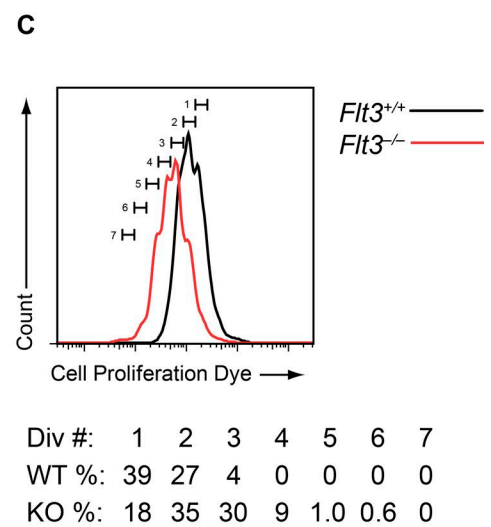 C
1
2
3
4
5
6
7
Flt3+/+
Flt3–/–
Count
Cell Proliferation Dye
Div #: 1 2 3 4 5 6 7
WT %: 39 27 4 0 0 0 0
KO %: 18 35 30 9 1.0 0.6 0